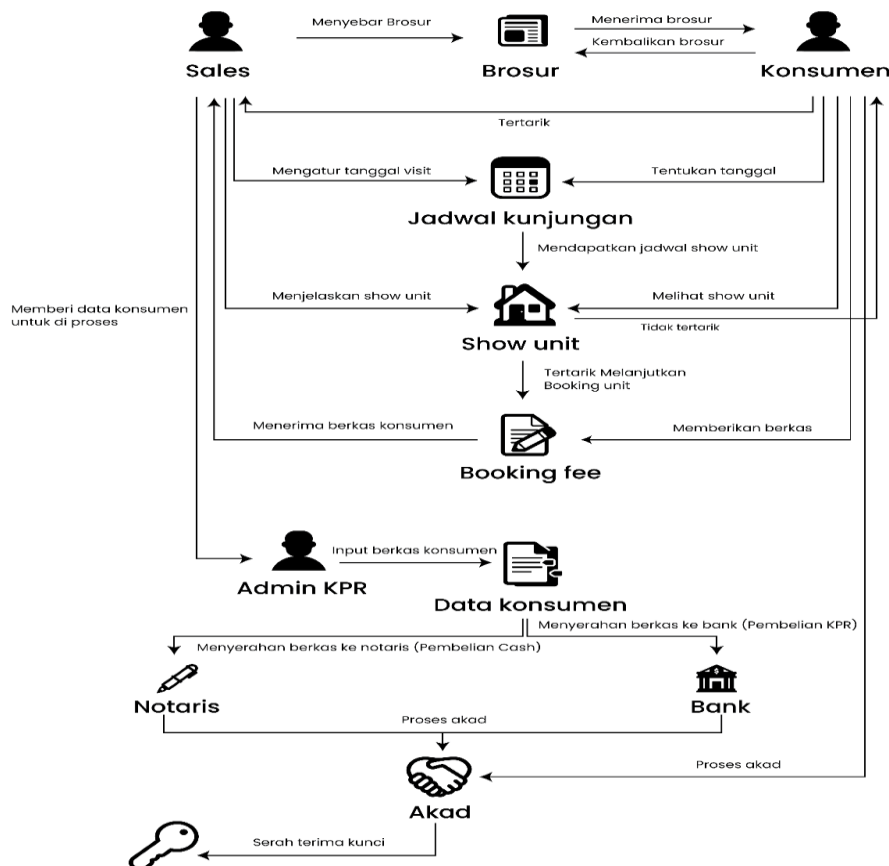 Menyebar Brosur
Menerima brosur
Kembalikan brosur
Sales
Brosur
Konsumen
Tertarik
Mengatur tanggal visit
Tentukan tanggal
Jadwal kunjungan
Mendapatkan jadwal show unit
Memberi data konsumen
untuk di proses
Menjelaskan show unit
Melihat show unit
Tidak tertarik
Show unit
Tertarik Melanjutkan
Booking unit
Menerima berkas konsumen
Memberikan berkas
Booking fee
Input berkas konsumen
Admin KPR
Data konsumen
Menyerahan berkas ke bank (Pembelian KPR)
Menyerahan berkas ke notaris (Pembelian Cash)
Notaris
Bank
Proses akad
Proses akad
Akad
Serah terima kunci